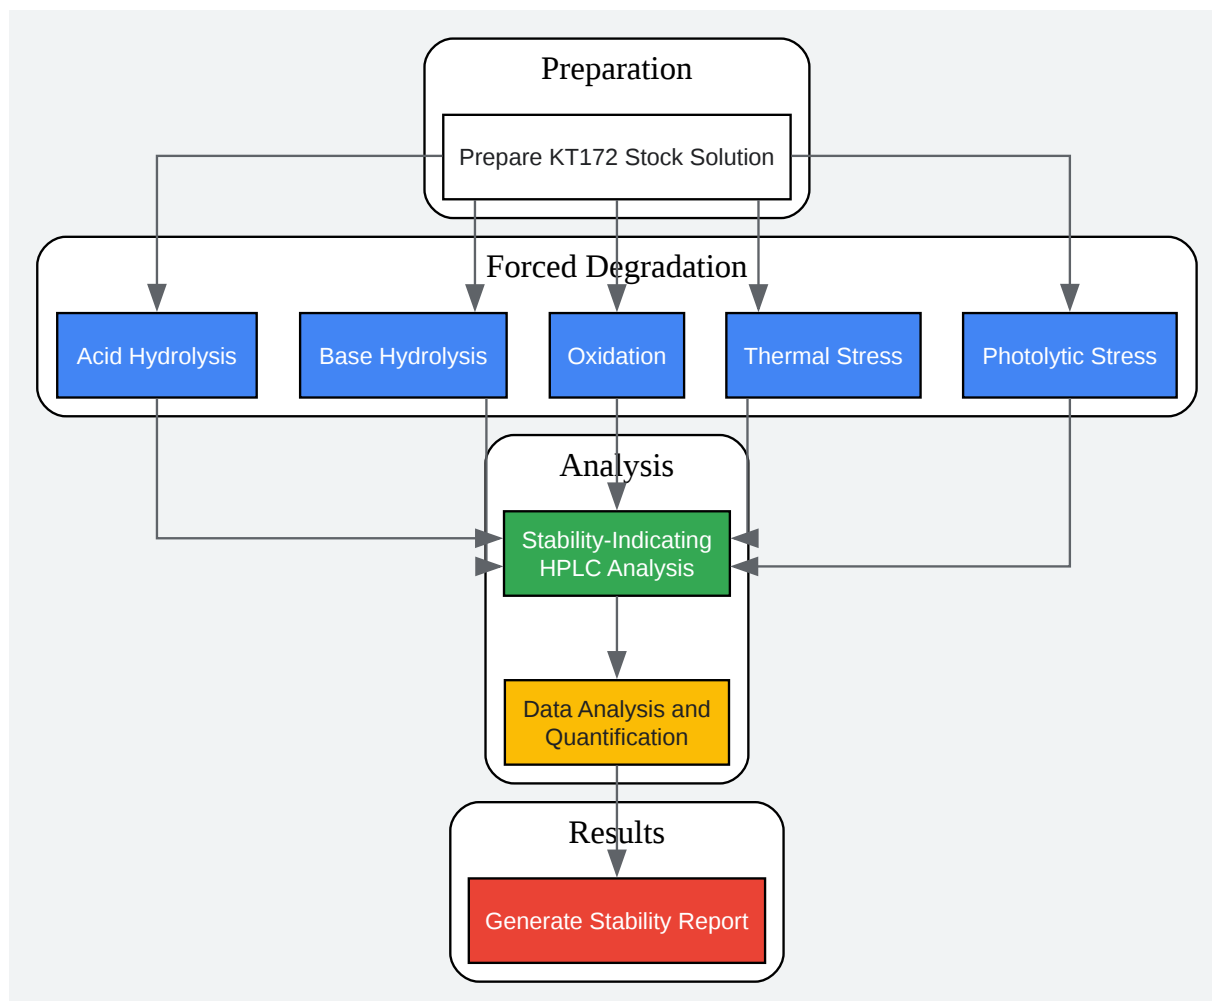 Preparation
Prepare KT172 Stock Solution
Forced Degradation
Acid Hydrolysis
Base Hydrolysis
Oxidation
Thermal Stress
Photolytic Stress
Analysis
Stability-Indicating
HPLC Analysis
Data Analysis and
Quantification
Results
Generate Stability Report